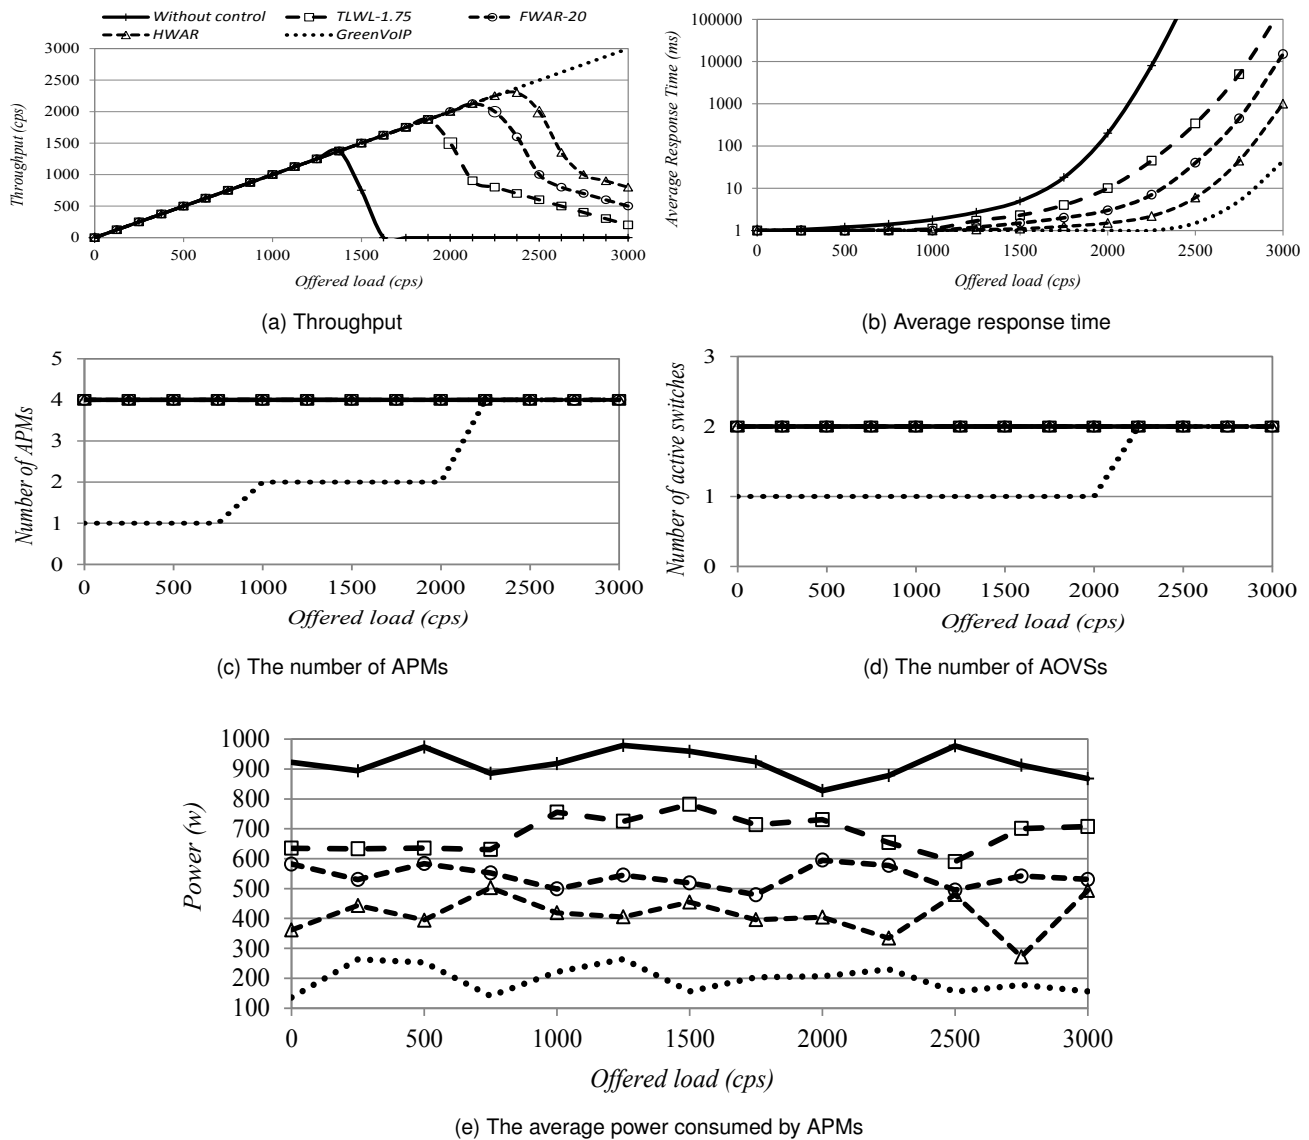 Without control
TLWL-1.75
FWAR-20
HWAR
GreenVoIP
Throughput (cps)
3000
2500
2000
1500
1000
500
0
0 500 1000 1500 2000 2500 3000
Offered load (cps)
(a) Throughput
Average Response Time (ms)
100000
10000
1000
100
10
1
0 500 1000 1500 2000 2500 3000
Offered load (cps)
(b) Average response time
Number of APMs
5
4
3
2
1
0
0 500 1000 1500 2000 2500 3000
Offered load (cps)
(c) The number of APMs
Number of active switches
3
2
1
0
0 500 1000 1500 2000 2500 3000
Offered load (cps)
(d) The number of AOVSs
Power (w)
1000
900
800
700
600
500
400
300
200
100
0 500 1000 1500 2000 2500 3000
Offered load (cps)
(e) The average power consumed by APMs